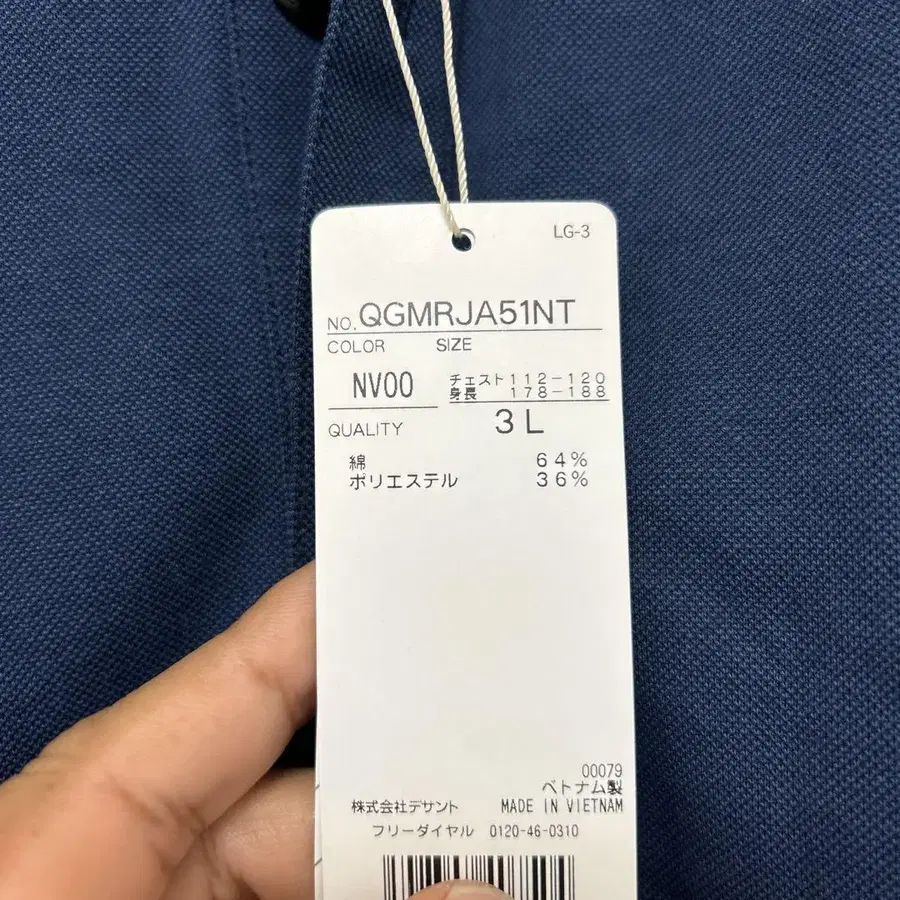 LG-3
NO. QGMRJA51NT
COLOR SIZE
NV00 チェスト 112-120
身長 178-188
3L
QUALITY
綿 64%
ポリエステル 36%
00079
ベトナム製
株式会社デサント MADE IN VIETNAM
フリーダイヤル 0120-46-0310